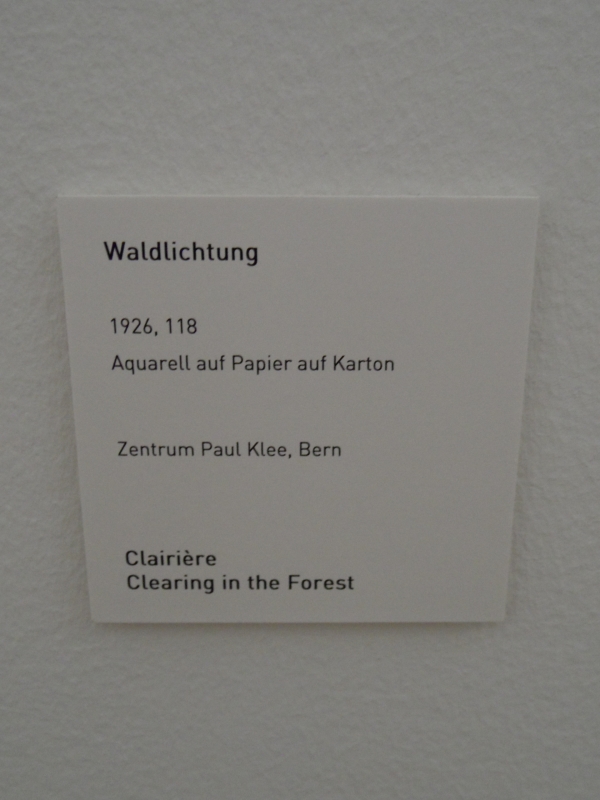 Waldlichtung
1926, 118
Aquarell auf Papier auf Karton
Zentrum Paul Klee, Bern
Clairière
Clearing in the Forest